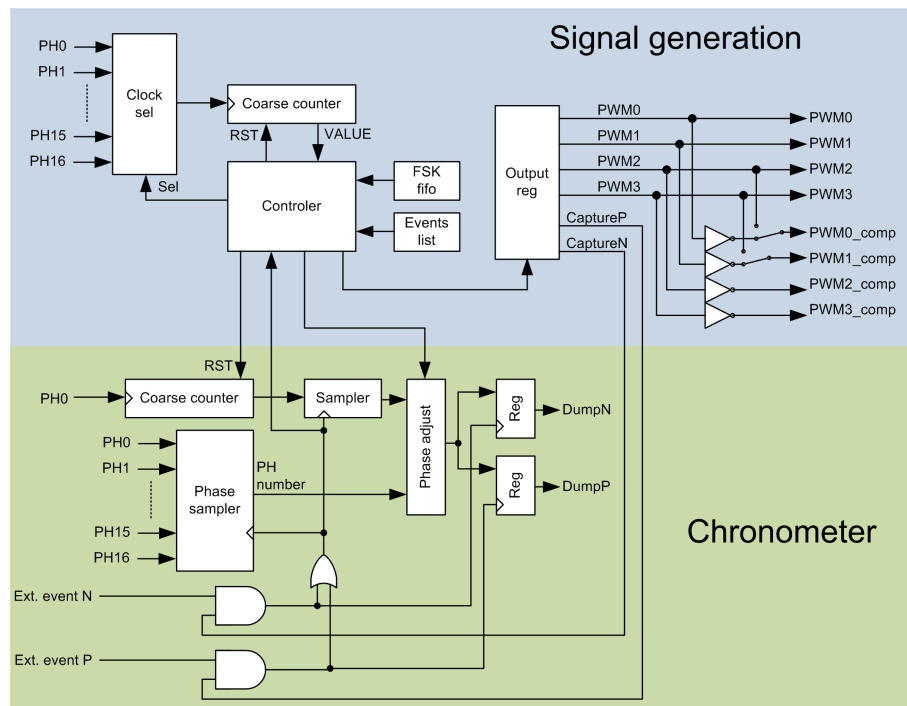 Signal generation
PH0
PH1
PH15
PH16
Clock
sel
Sel
Coarse counter
RST
VALUE
Controler
FSK
fifo
Events
list
Output
reg
PWM0
PWM1
PWM2
PWM3
CaptureP
CaptureN
PWM0
PWM1
PWM2
PWM3
PWM0_comp
PWM1_comp
PWM2_comp
PWM3_comp
RST
PH0
Coarse counter
Sampler
Phase adjust
Reg
DumpN
Reg
DumpP
PH0
PH1
PH15
PH16
Phase
sampler
PH
number
Chronometer
Ext. event N
Ext. event P